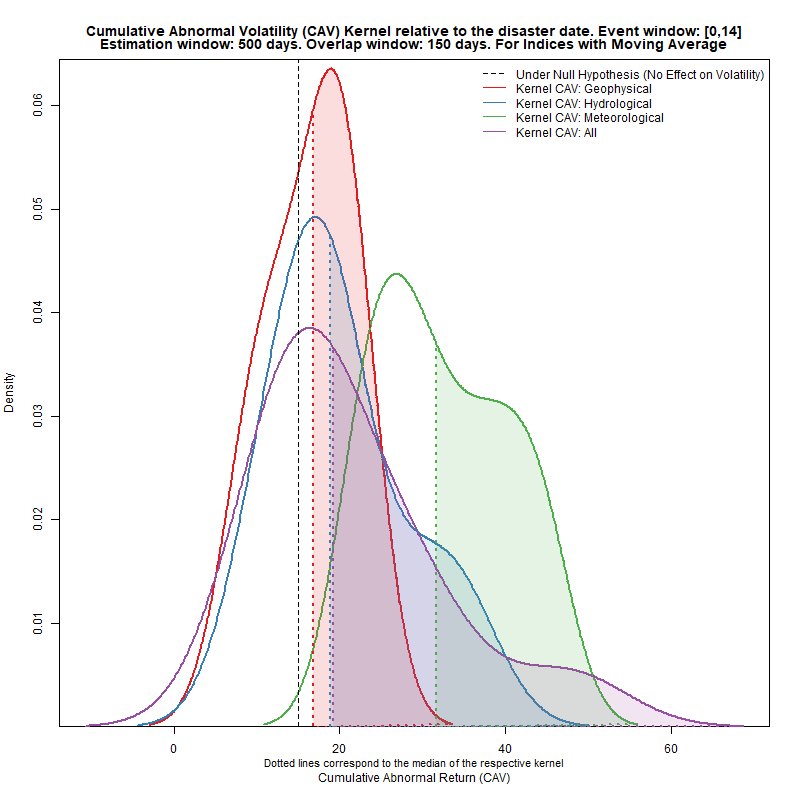 Cumulative Abnormal Volatility (CAV) Kernel relative to the disaster date. Event window: [0,14]
Estimation window: 500 days. Overlap window: 150 days. For Indices with Moving Average
Under Null Hypothesis (No Effect on Volatility)
Kernel CAV: Geophysical
Kernel CAV: Hydrological
Kernel CAV: Meteorological
Kernel CAV: All
0.06
0.05
0.04
0.03
0.02
0.01
Density
0 20 40 60
Dotted lines correspond to the median of the respective kernel
Cumulative Abnormal Return (CAV)